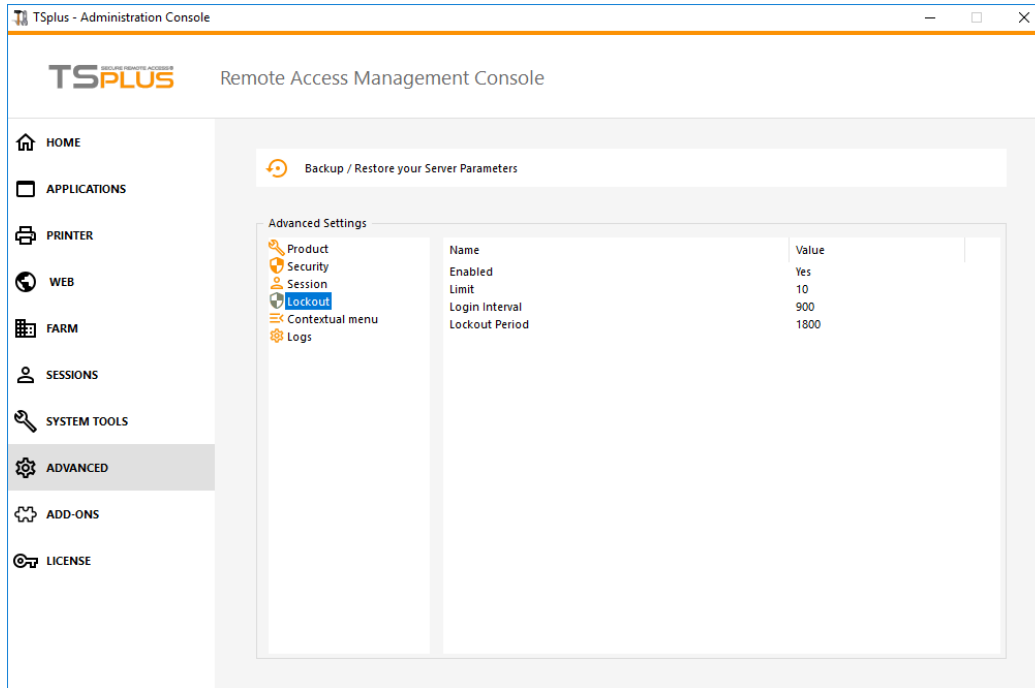 TSplus - Administration Console
SECURE REMOTE ACCESS
TSPLUS
Remote Access Management Console
HOME
APPLICATIONS
PRINTER
WEB
FARM
SESSIONS
SYSTEM TOOLS
ADVANCED
ADD-ONS
LICENSE
Backup / Restore your Server Parameters
Advanced Settings
Product
Security
Session
Lockout
Contextual menu
Logs
Name Value
Enabled Yes
Limit 10
Login Interval 900
Lockout Period 1800